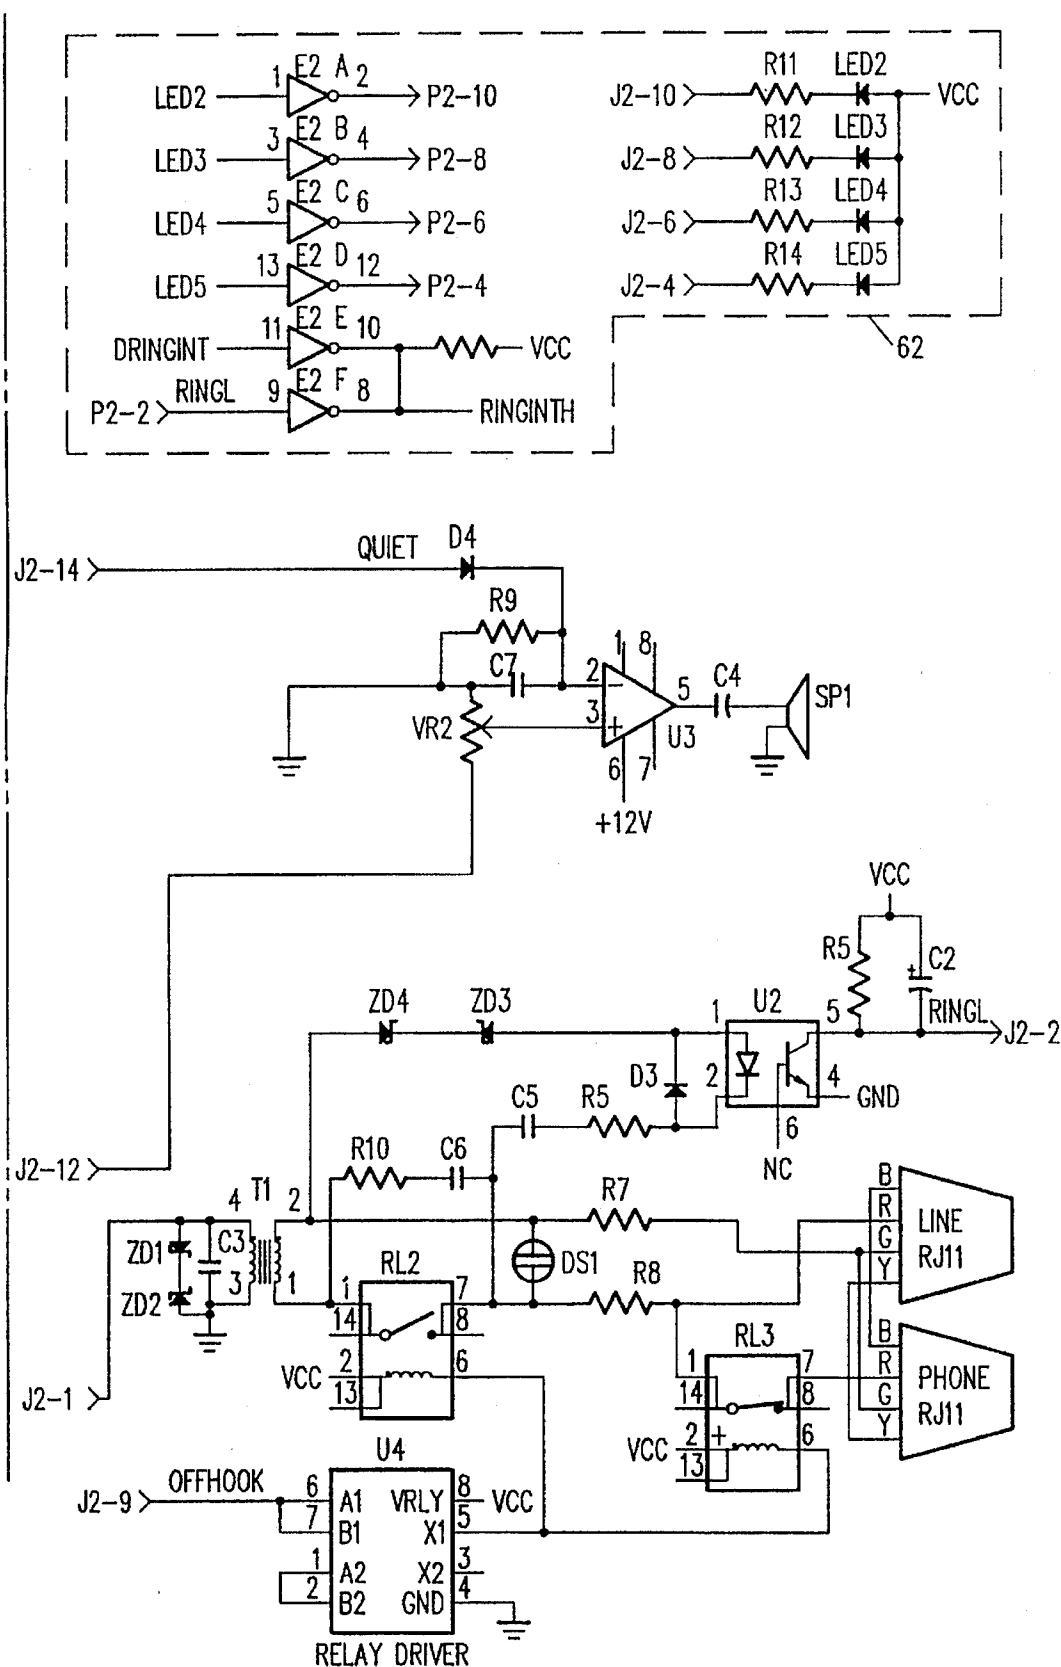 LED2 1 E2 A 2 P2-10
LED3 3 E2 B 4 P2-8
LED4 5 E2 C 6 P2-6
LED5 13 E2 D 12 P2-4
DRINGINT 11 E2 E 10 VCC
P2-2 RINGL 9 E2 F 8 RINGINTH
J2-10 R11 LED2 VCC
J2-8 R12 LED3
J2-6 R13 LED4
J2-4 R14 LED5
62
J2-14 QUIET D4
R9
C7
VR2
1 8
2 -
3 +
5 C4 SP1
U3
6 7
+12V
VCC
R5 + C2
ZD4 ZD3 1 U2 5 RINGL J2-2
D3 2 4 GND
C5 R5
6
NC
J2-12
R10 C6
4 T1 2
ZD1 C3
ZD2 3 1
R7
DS1
R8
B
R LINE
G RJ11
Y
RL2
1 7
14 8
VCC 2 6
13
RL3
1 7
14 8
VCC 2 + 6
13
B
R PHONE
G RJ11
Y
J2-1
U4
J2-9 OFFHOOK 6 A1 VRLY 8 VCC
7 B1 X1 5
1 A2 X2 3
2 B2 GND 4
RELAY DRIVER